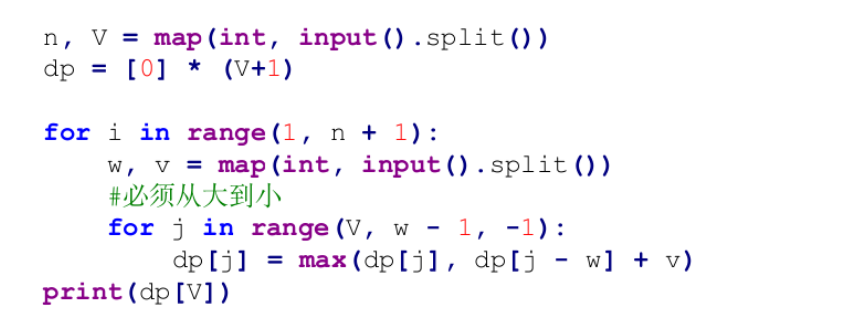 n, V = map(int, input().split())
dp = [0] * (V+1)
for i in range(1, n + 1):
    w, v = map(int, input().split())
    #必须从大到小
    for j in range(V, w - 1, -1):
        dp[j] = max(dp[j], dp[j - w] + v)
print(dp[V])